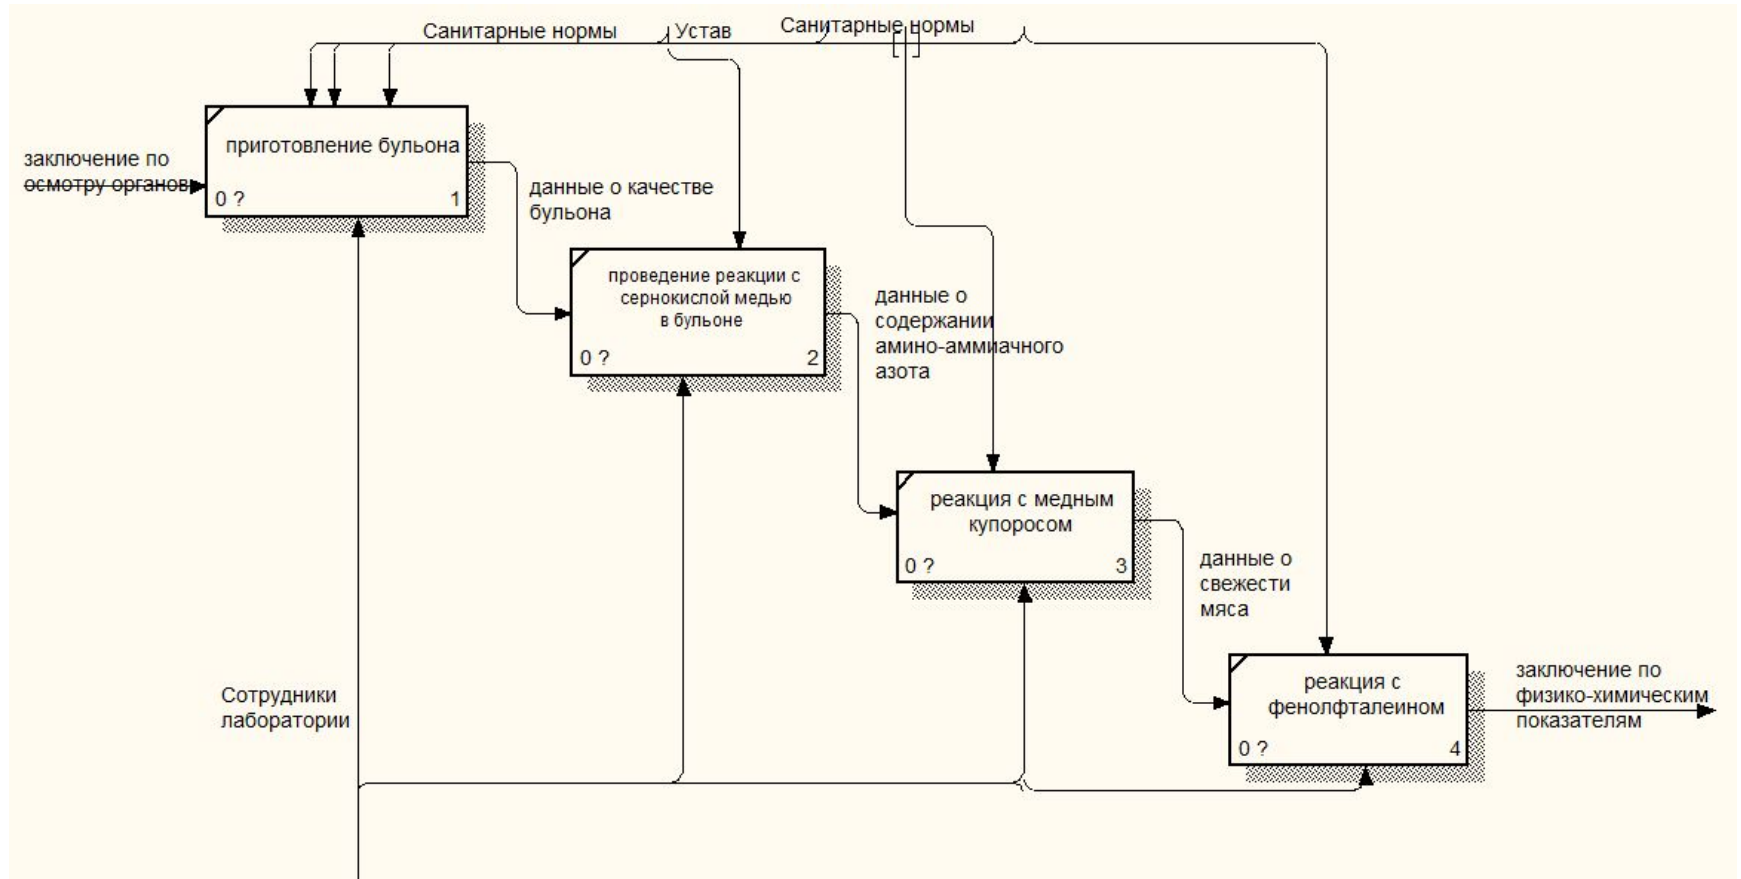 Санитарные нормы
Устав
Санитарные нормы
приготовление бульона
0 ?
1
заключение по
осмотру органов
данные о качестве
бульона
проведение реакции с
сернокислой медью
в бульоне
0 ?
2
данные о
содержании
амино-аммиачного
азота
реакция с медным
купоросом
0 ?
3
данные о
свежести
мяса
реакция с
фенолфталеином
0 ?
4
заключение по
физико-химическим
показателям
Сотрудники
лаборатории